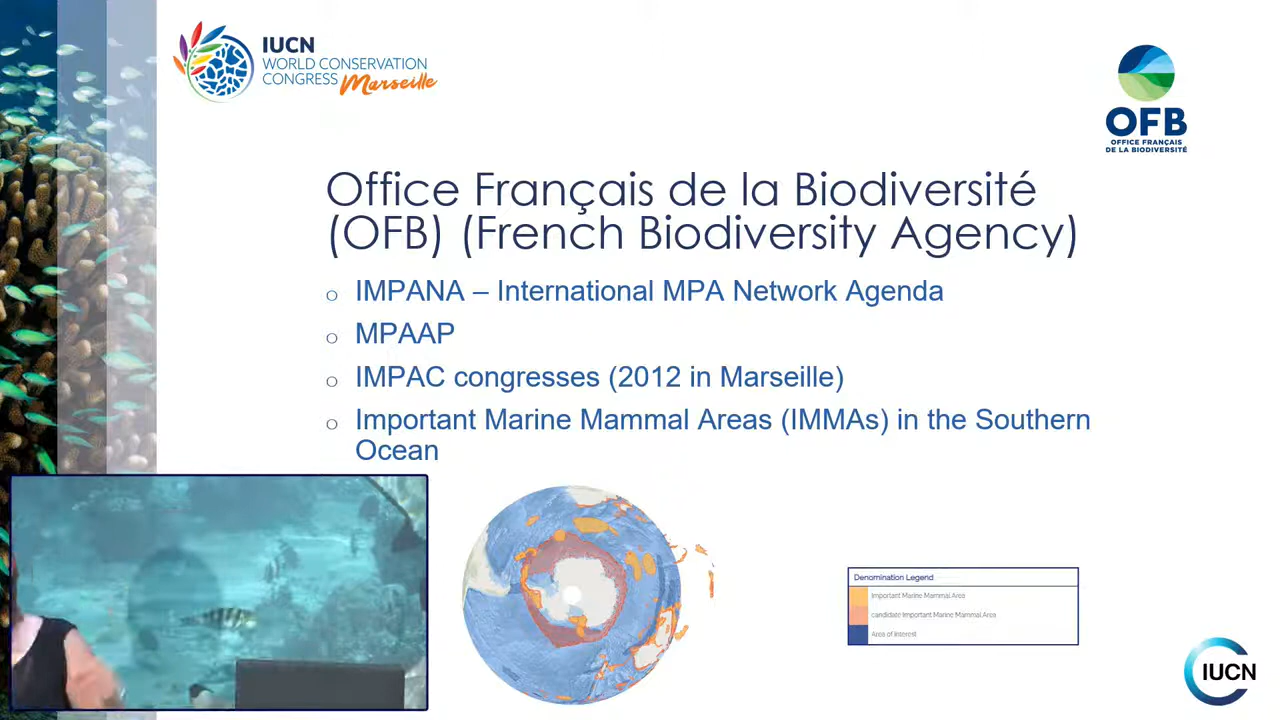 IUCN
WORLD CONSERVATION
CONGRESS Marseille
OFB
OFFICE FRANÇAIS
DE LA BIODIVERSITÉ
Office Français de la Biodiversité
(OFB) (French Biodiversity Agency)
o IMPANA – International MPA Network Agenda
o MPAAP
o IMPAC congresses (2012 in Marseille)
o Important Marine Mammal Areas (IMMAs) in the Southern
Ocean
Denomination Legend
Important Marine Mammal Area
candidate Important Marine Mammal Area
Area of Interest
IUCN